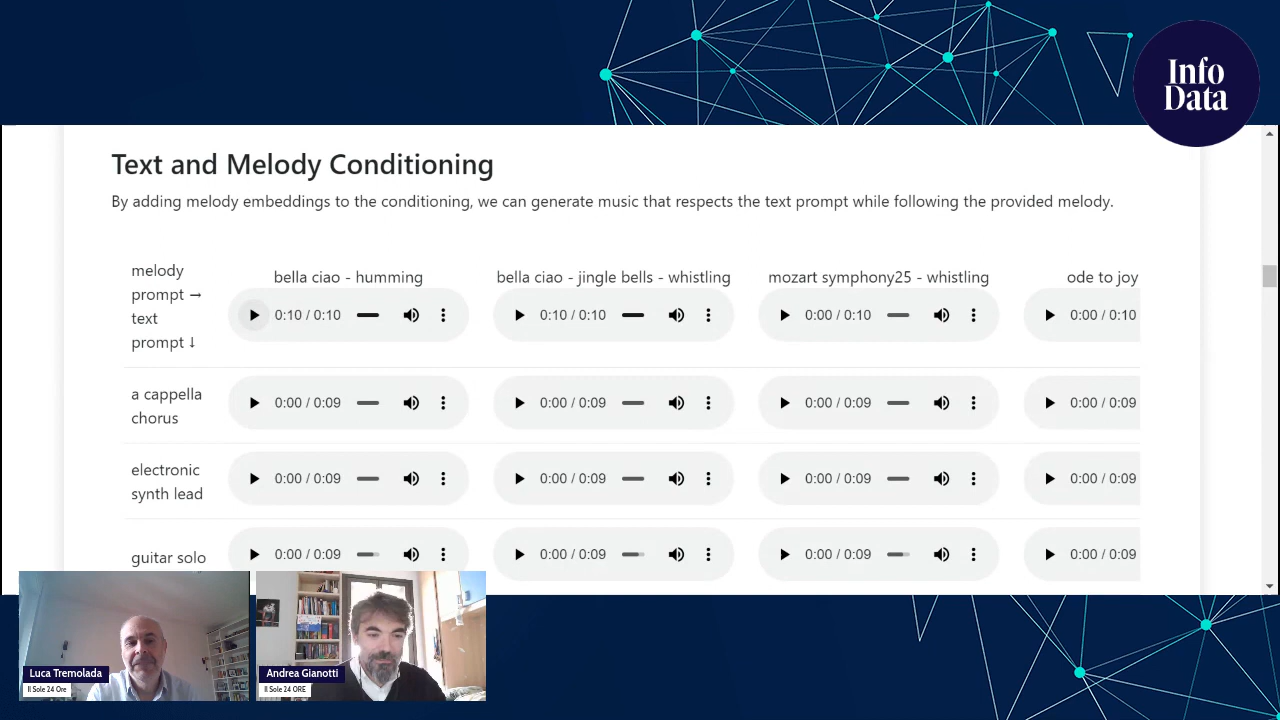 Info
Data
Text and Melody Conditioning
By adding melody embeddings to the conditioning, we can generate music that respects the text prompt while following the provided melody.
melody
prompt →
text
prompt ↓
bella ciao - humming
bella ciao - jingle bells - whistling
mozart symphony25 - whistling
ode to joy
0:10 / 0:10
0:10 / 0:10
0:00 / 0:10
0:00 / 0:10
a cappella
chorus
0:00 / 0:09
0:00 / 0:09
0:00 / 0:09
0:00 / 0:09
electronic
synth lead
0:00 / 0:09
0:00 / 0:09
0:00 / 0:09
0:00 / 0:09
guitar solo
0:00 / 0:09
0:00 / 0:09
0:00 / 0:09
0:00 / 0:09
Luca Tremolada
Il Sole 24 Ore
Andrea Gianotti
Il Sole 24 ORE